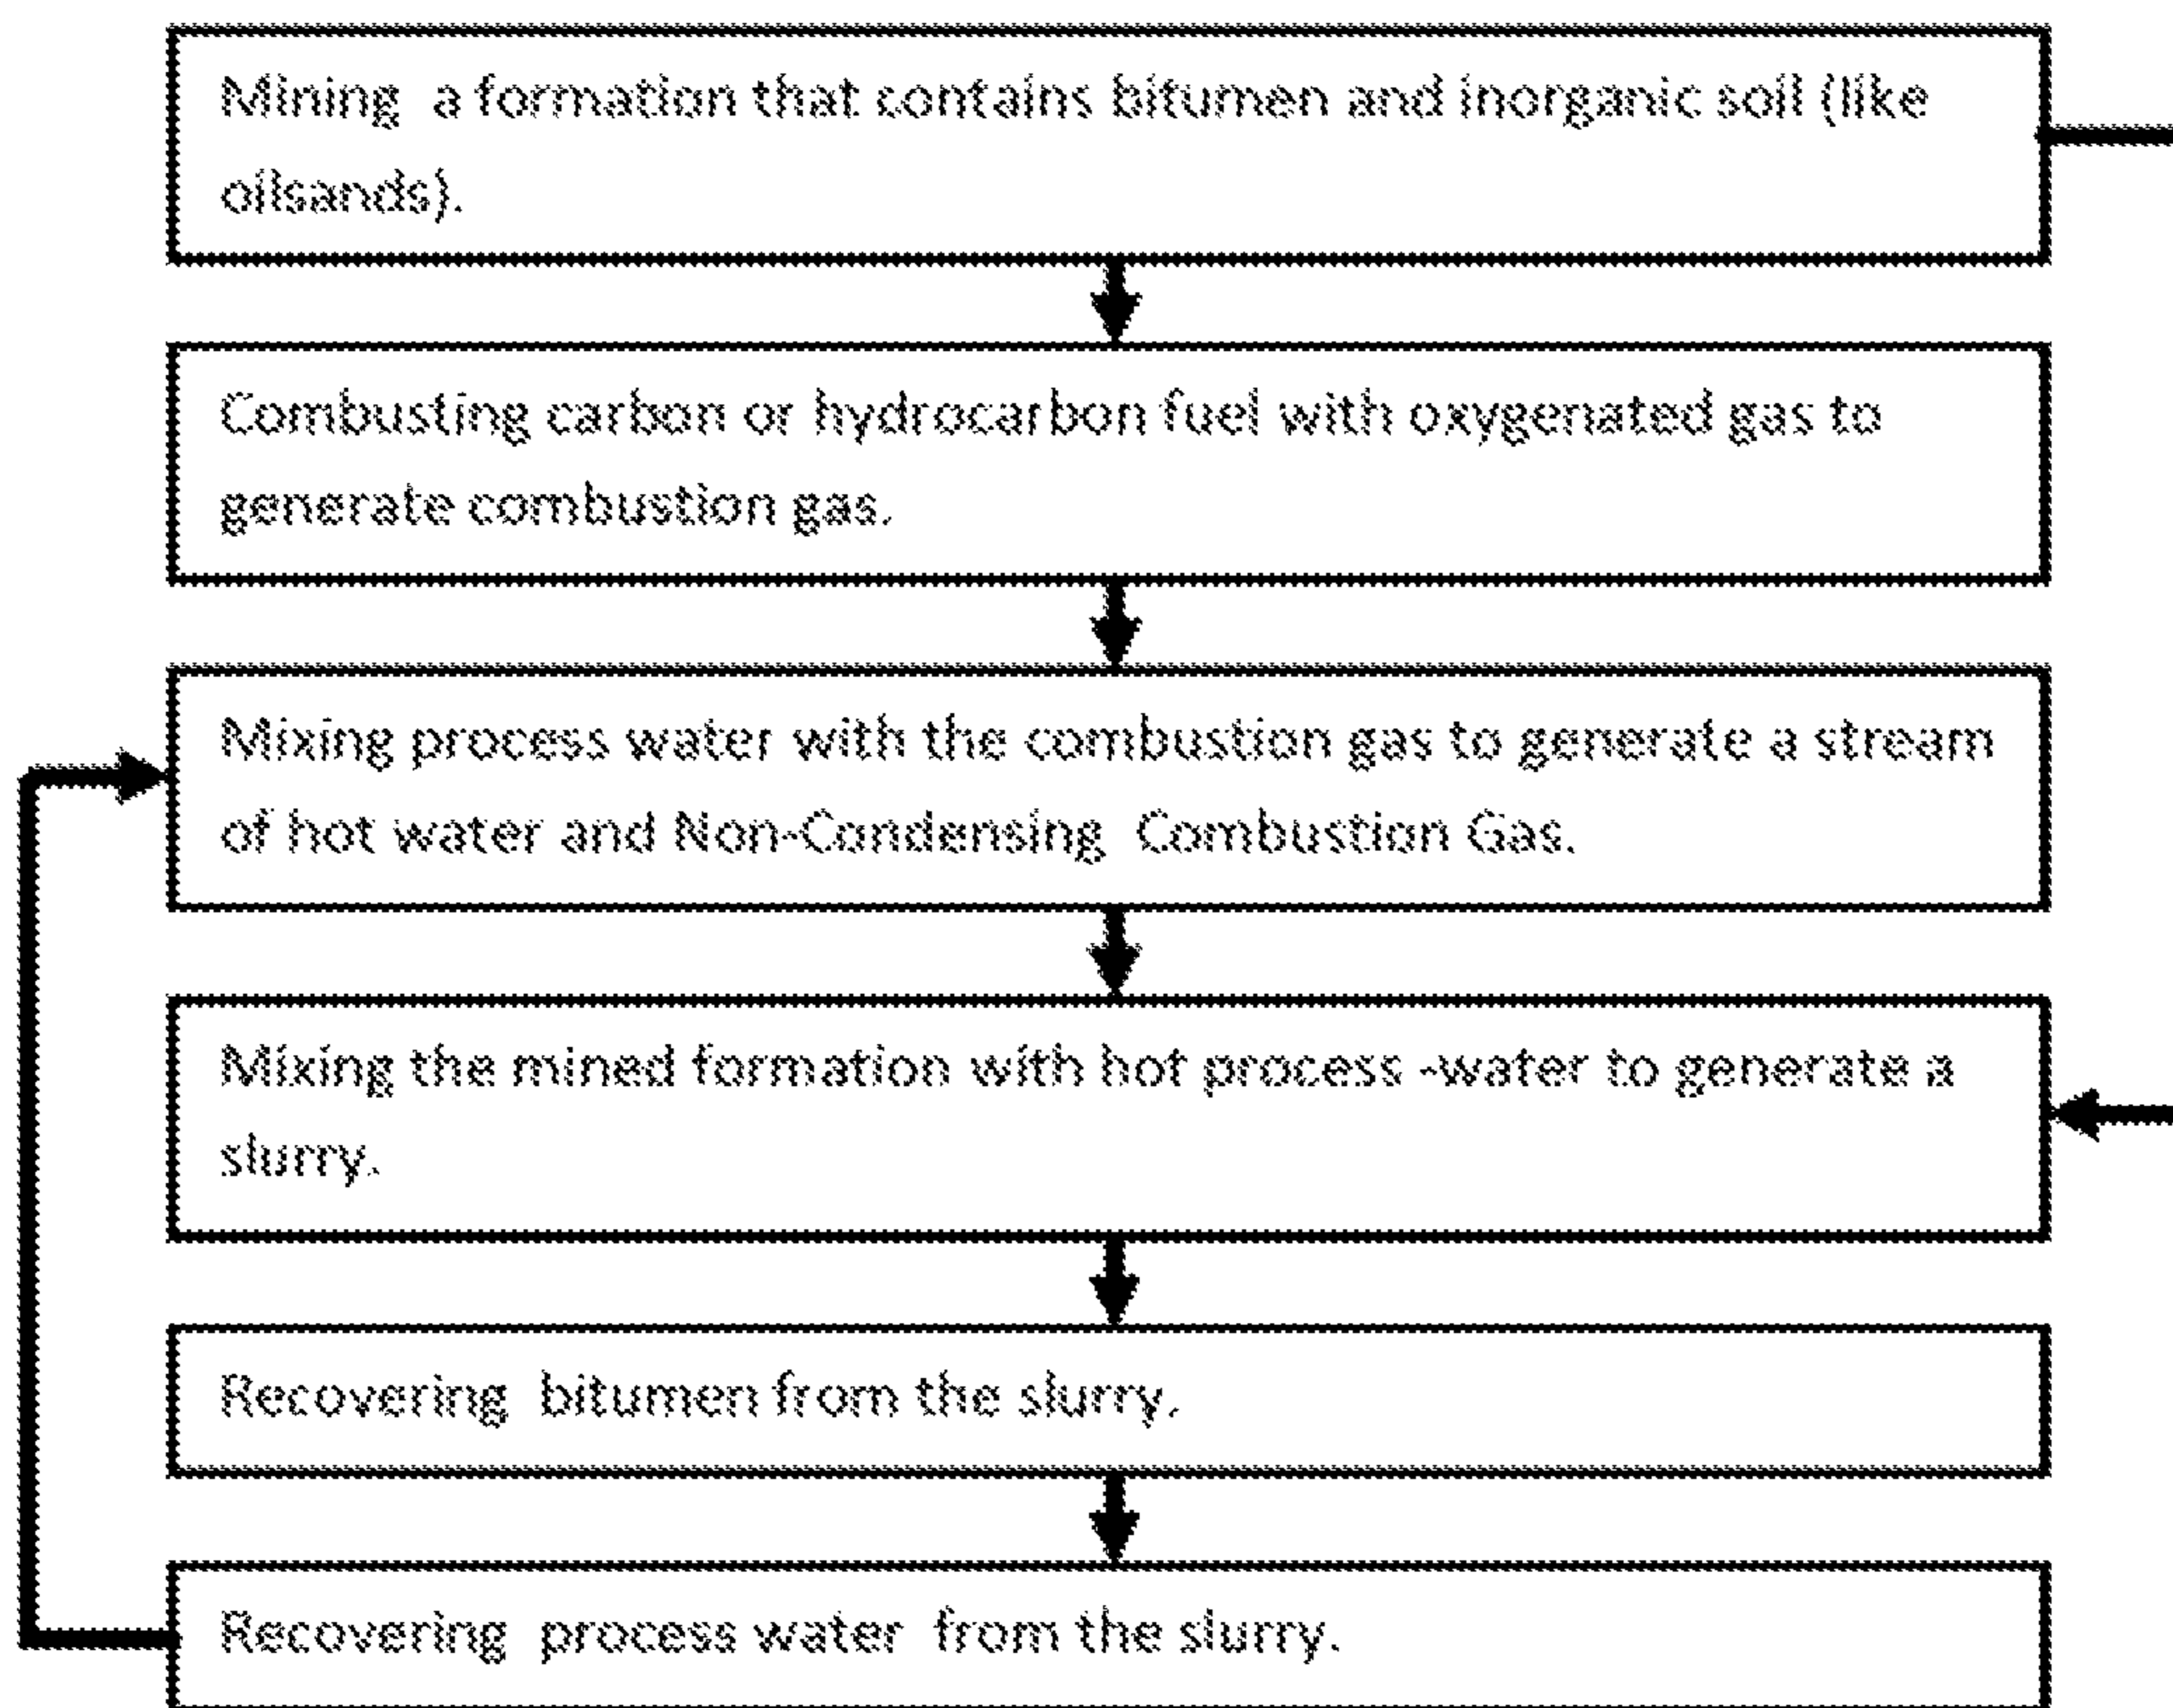 Mining a formation that contains bitumen and inorganic soil (like
oilsands).
Combusting carbon or hydrocarbon fuel with oxygenated gas to
generate combustion gas.
Mixing process water with the combustion gas to generate a stream
of hot water and Non-Condensing Combustion Gas.
Mixing the mined formation with hot process -water to generate a
slurry.
Recovering bitumen from the slurry.
Recovering process water from the slurry.